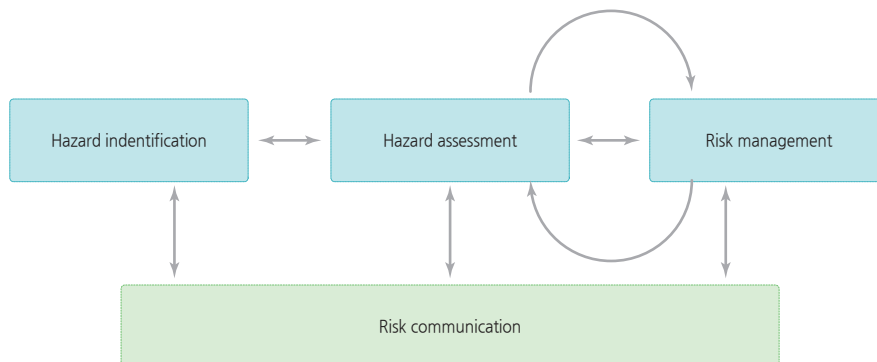 Hazard indentification
Hazard assessment
Risk management
Risk communication